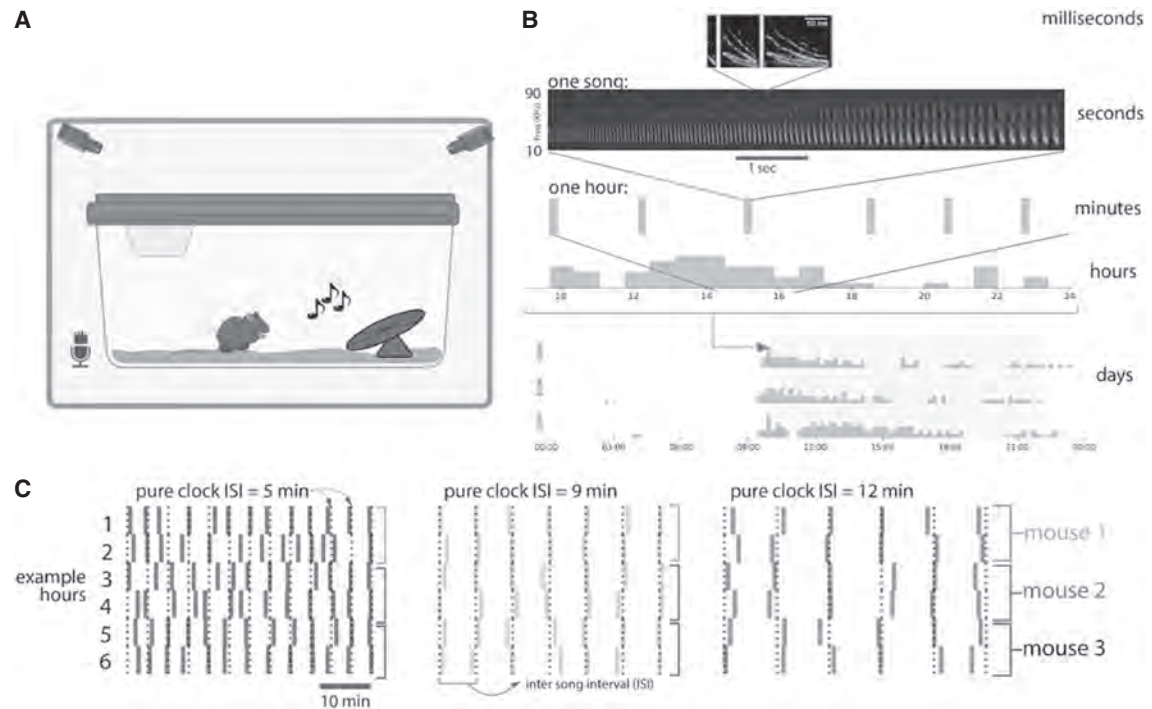 A
B
milliseconds
50 ms
one song:
90
Freq (KHz)
10
seconds
1 sec
one hour:
minutes
hours
10 12 14 16 18 20 22 24
days
00:00 03:00 06:00 09:00 12:00 15:00 18:00 21:00 00:00
C
pure clock ISI = 5 min
pure clock ISI = 9 min
pure clock ISI = 12 min
1
2
example
hours
3
4
5
6
mouse 1
mouse 2
mouse 3
inter song interval (ISI)
10 min